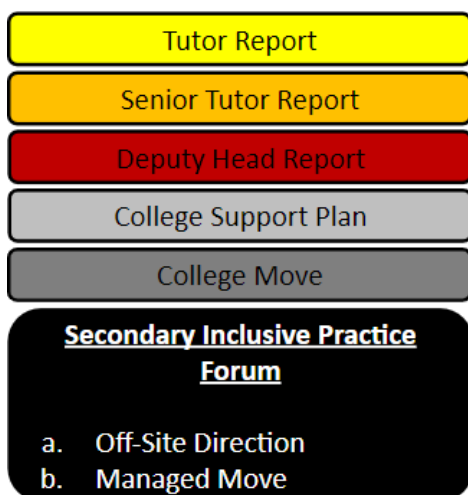 Tutor Report
Senior Tutor Report
Deputy Head Report
College Support Plan
College Move
Secondary Inclusive Practice
Forum
a. Off-Site Direction
b. Managed Move